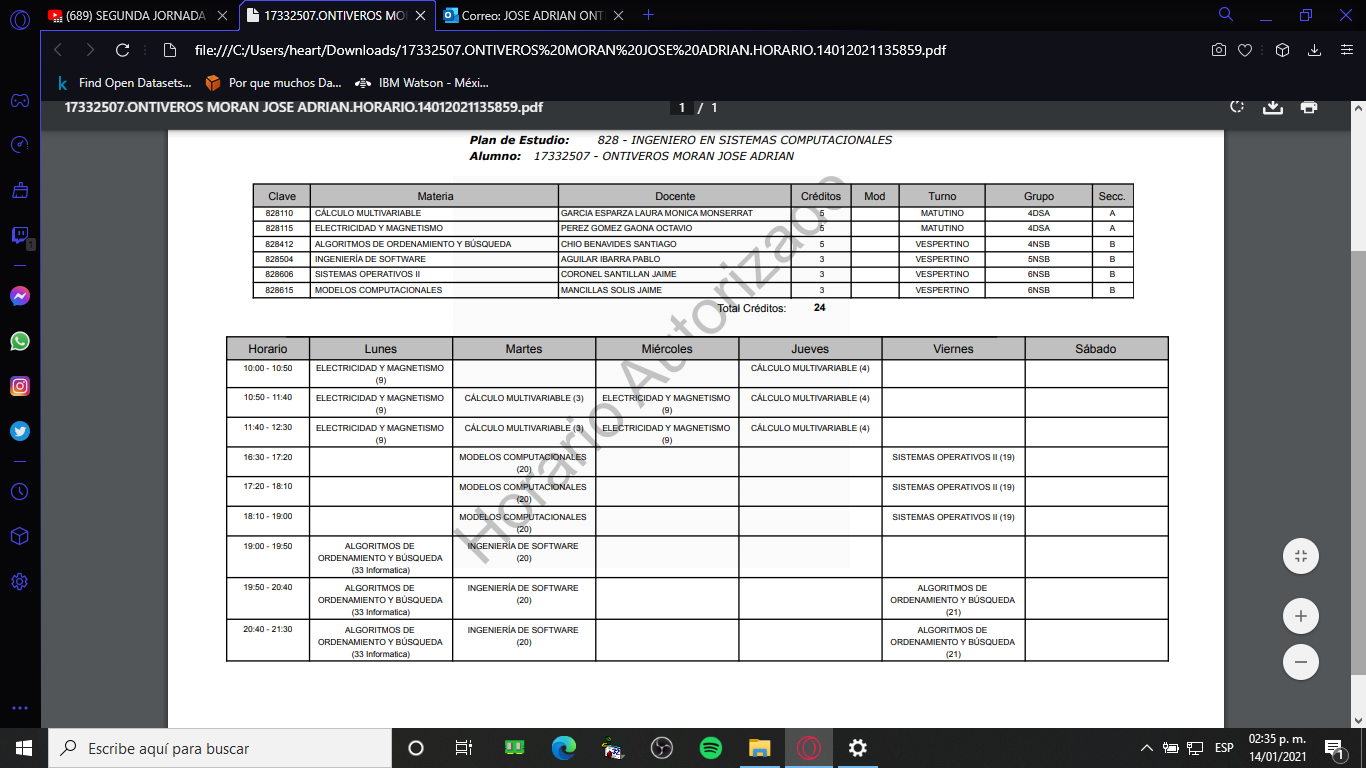 (689) SEGUNDA JORNADA
17332507.ONTIVEROS MO
Correo: JOSE ADRIAN ONT
file:///C:/Users/heart/Downloads/17332507.ONTIVEROS%20MORAN%20JOSE%20ADRIAN.HORARIO.14012021135859.pdf
Find Open Datasets... Por que muchos Da... IBM Watson - Méxi...
17332507.ONTIVEROS MORAN JOSE ADRIAN.HORARIO.14012021135859.pdf 1 / 1
Plan de Estudio: 828 - INGENIERO EN SISTEMAS COMPUTACIONALES
Alumno: 17332507 - ONTIVEROS MORAN JOSE ADRIAN
Clave Materia Docente Créditos Mod Turno Grupo Secc.
828110 CÁLCULO MULTIVARIABLE GARCIA ESPARZA LAURA MONICA MONSERRAT 5 MATUTINO 4DSA A
828115 ELECTRICIDAD Y MAGNETISMO PEREZ GOMEZ GAONA OCTAVIO 5 MATUTINO 4DSA A
828412 ALGORITMOS DE ORDENAMIENTO Y BÚSQUEDA CHIO BENAVIDES SANTIAGO 5 VESPERTINO 4NSB B
828504 INGENIERÍA DE SOFTWARE AGUILAR IBARRA PABLO 3 VESPERTINO 5NSB B
828606 SISTEMAS OPERATIVOS II CORONEL SANTILLAN JAIME 3 VESPERTINO 6NSB B
828615 MODELOS COMPUTACIONALES MANCILLAS SOLIS JAIME 3 VESPERTINO 6NSB B
Total Créditos: 24
Horario Autorizado
Horario Lunes Martes Miércoles Jueves Viernes Sábado
10:00 - 10:50 ELECTRICIDAD Y MAGNETISMO CÁLCULO MULTIVARIABLE (4)
(9)
10:50 - 11:40 ELECTRICIDAD Y MAGNETISMO CÁLCULO MULTIVARIABLE (3) ELECTRICIDAD Y MAGNETISMO CÁLCULO MULTIVARIABLE (4)
(9) (9)
11:40 - 12:30 ELECTRICIDAD Y MAGNETISMO CÁLCULO MULTIVARIABLE (3) ELECTRICIDAD Y MAGNETISMO CÁLCULO MULTIVARIABLE (4)
(9) (9)
16:30 - 17:20 MODELOS COMPUTACIONALES SISTEMAS OPERATIVOS II (19)
(20)
17:20 - 18:10 MODELOS COMPUTACIONALES SISTEMAS OPERATIVOS II (19)
(20)
18:10 - 19:00 MODELOS COMPUTACIONALES SISTEMAS OPERATIVOS II (19)
(20)
19:00 - 19:50 ALGORITMOS DE INGENIERÍA DE SOFTWARE
ORDENAMIENTO Y BÚSQUEDA (20)
(33 Informatica)
19:50 - 20:40 ALGORITMOS DE INGENIERÍA DE SOFTWARE ALGORITMOS DE
ORDENAMIENTO Y BÚSQUEDA (20) ORDENAMIENTO Y BÚSQUEDA
(33 Informatica) (21)
20:40 - 21:30 ALGORITMOS DE INGENIERÍA DE SOFTWARE ALGORITMOS DE
ORDENAMIENTO Y BÚSQUEDA (20) ORDENAMIENTO Y BÚSQUEDA
(33 Informatica) (21)
1
Escribe aquí para buscar
ESP
02:35 p. m.
14/01/2021
1